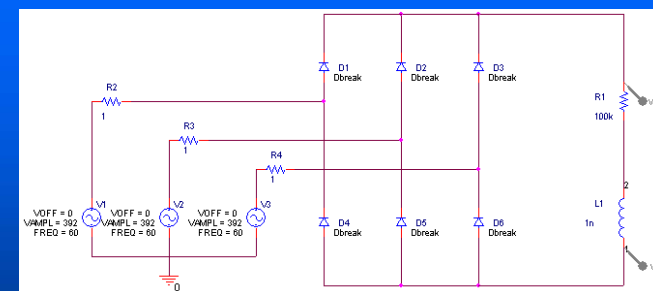 D1
Dbreak
D2
Dbreak
D3
Dbreak
R2
1
R1
100k
R3
1
R4
1
V1
VOFF = 0
VAMPL = 392
FREQ = 60
V2
VOFF = 0
VAMPL = 392
FREQ = 60
V3
VOFF = 0
VAMPL = 392
FREQ = 60
D4
Dbreak
D5
Dbreak
D6
Dbreak
2
L1
1n
1
0